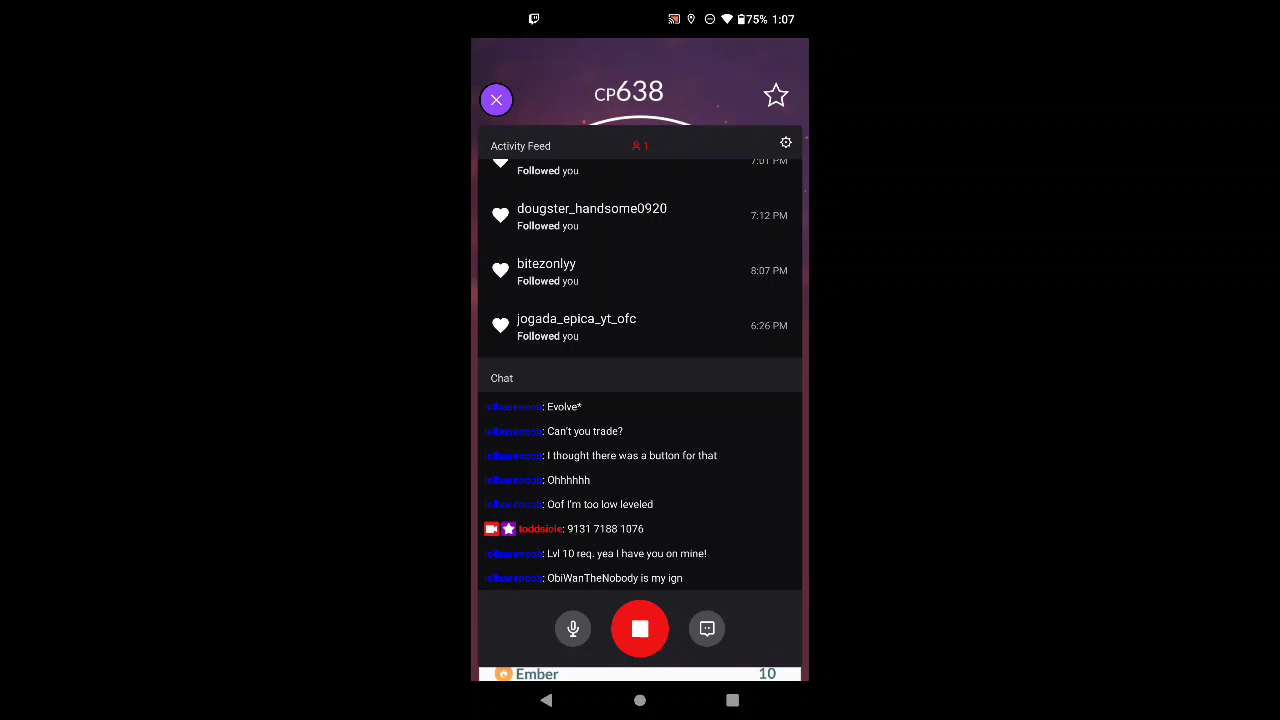 75% 1:07
CP638
Activity Feed 1
7:01 PM
Followed you
dougster_handsome0920
Followed you 7:12 PM
bitezonlyy
Followed you 8:07 PM
jogada_epica_yt_ofc
Followed you 6:26 PM
Chat
: Evolve*
: Can't you trade?
: I thought there was a button for that
: Ohhhhhh
: Oof I'm too low leveled
: 9131 7188 1076
: Lvl 10 req. yea I have you on mine!
: ObiWanTheNobody is my ign
Ember 10